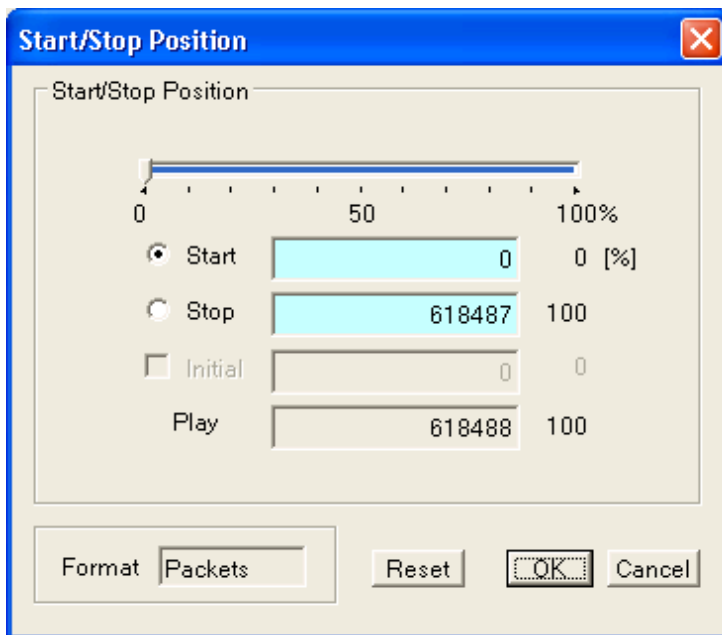 Start/Stop Position
Start/Stop Position
0 50 100%
Start 0 0 [%]
Stop 618487 100
Initial 0 0
Play 618488 100
Format Packets Reset OK Cancel